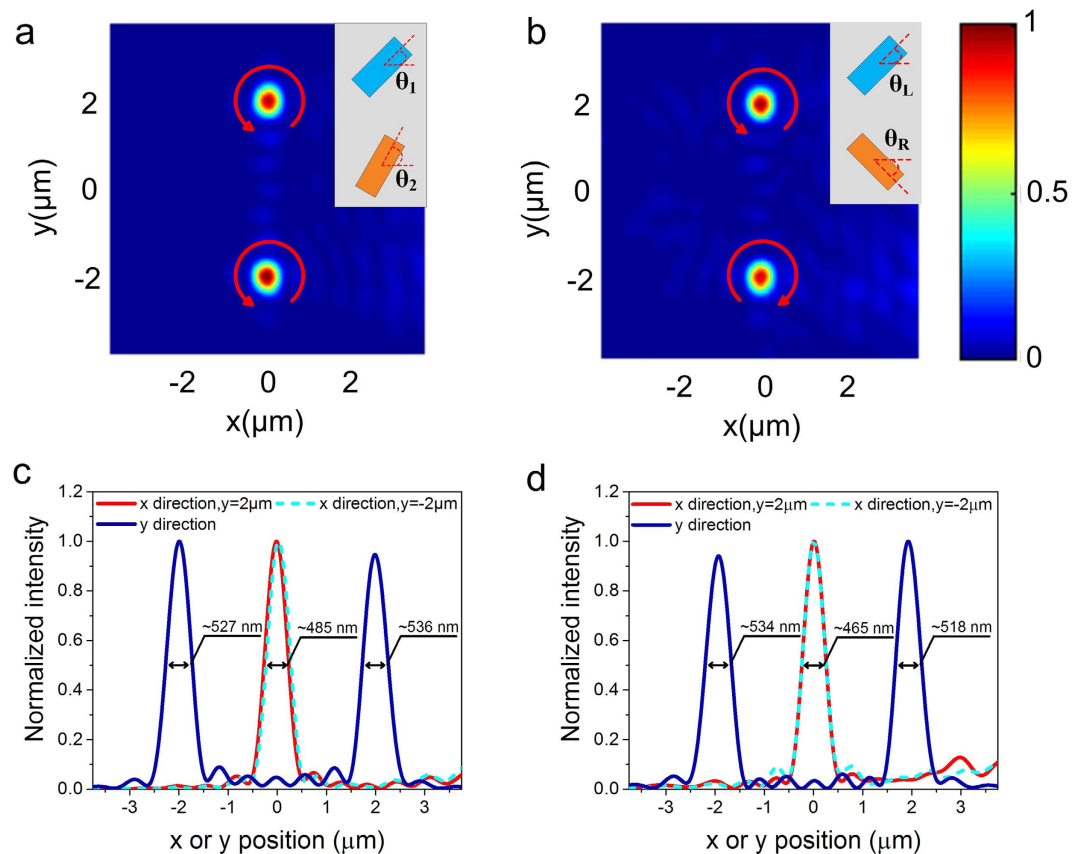 a
b
θ1
θ2
θL
θR
y(µm)
2
0
-2
-2
0
2
x(µm)
y(µm)
2
0
-2
-2
0
2
x(µm)
1
0.5
0
c
d
Normalized intensity
1.2
1.0
0.8
0.6
0.4
0.2
0.0
x direction,y=2µm
x direction,y=-2µm
y direction
~527 nm
~485 nm
~536 nm
-3
-2
-1
0
1
2
3
x or y position (µm)
Normalized intensity
1.2
1.0
0.8
0.6
0.4
0.2
0.0
x direction,y=2µm
x direction,y=-2µm
y direction
~534 nm
~465 nm
~518 nm
-3
-2
-1
0
1
2
3
x or y position (µm)